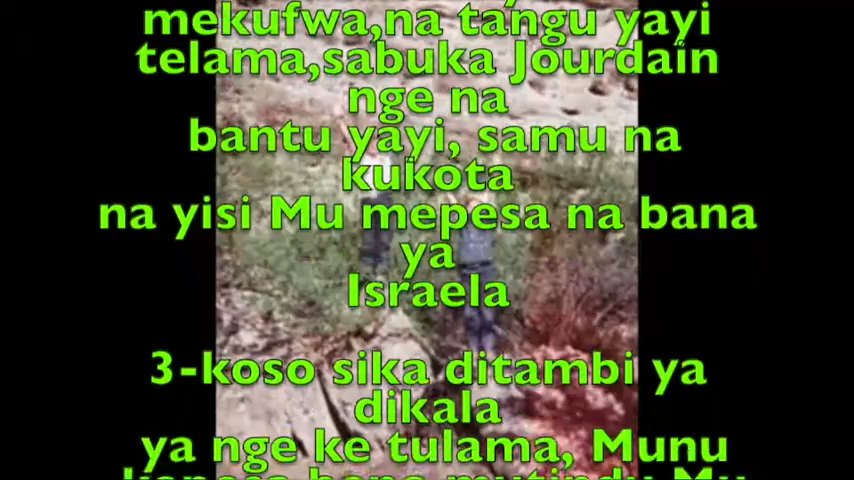 mekufwa,na tangu yayi
telama,sabuka Jourdain
nge na
bantu yayi, samu na
kukota
na yisi Mu mepesa na bana
ya
Israela
3-koso sika ditambi ya
dikala
ya nge ke tulama, Munu